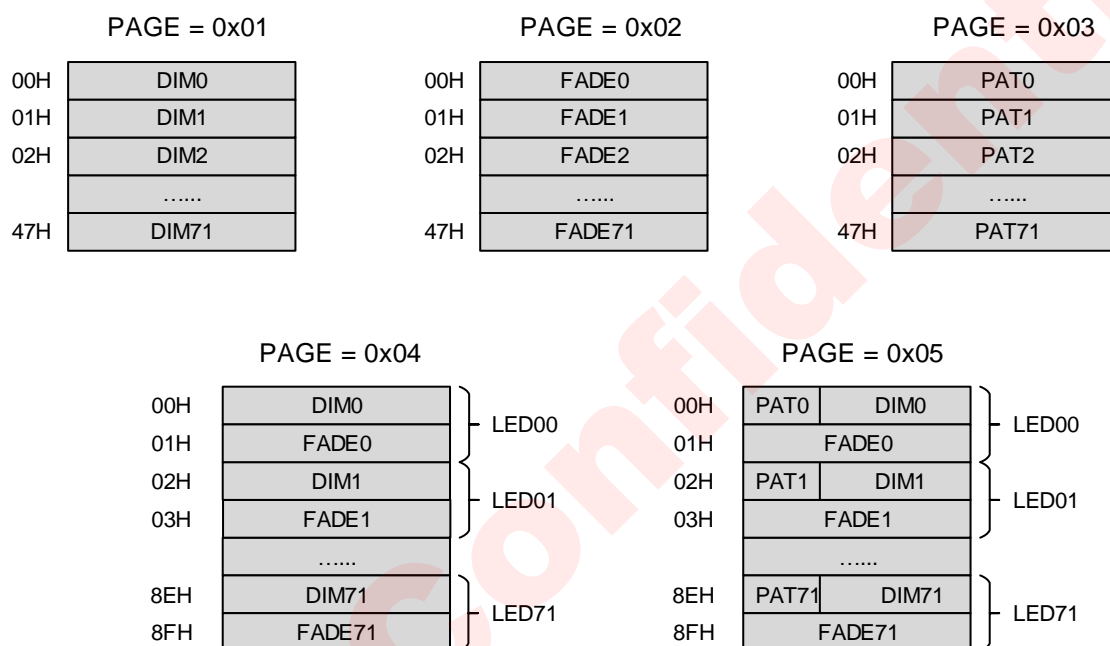 PAGE = 0x01 PAGE = 0x02 PAGE = 0x03
00H DIM0 00H FADE0 00H PAT0
01H DIM1 01H FADE1 01H PAT1
02H DIM2 02H FADE2 02H PAT2
…... …... …...
47H DIM71 47H FADE71 47H PAT71
PAGE = 0x04 PAGE = 0x05
00H DIM0 LED00 00H PAT0 DIM0 LED00
01H FADE0 01H FADE0
02H DIM1 LED01 02H PAT1 DIM1 LED01
03H FADE1 03H FADE1
…... …...
8EH DIM71 LED71 8EH PAT71 DIM71 LED71
8FH FADE71 8FH FADE71
Confidenti